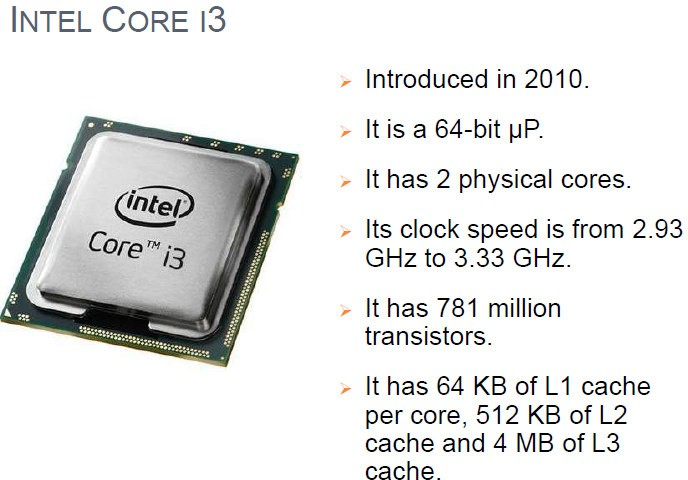 INTEL CORE I3
Introduced in 2010.
It is a 64-bit µP.
It has 2 physical cores.
Its clock speed is from 2.93
GHz to 3.33 GHz.
It has 781 million
transistors.
It has 64 KB of L1 cache
per core, 512 KB of L2
cache and 4 MB of L3
cache.
intel
Core™ i3